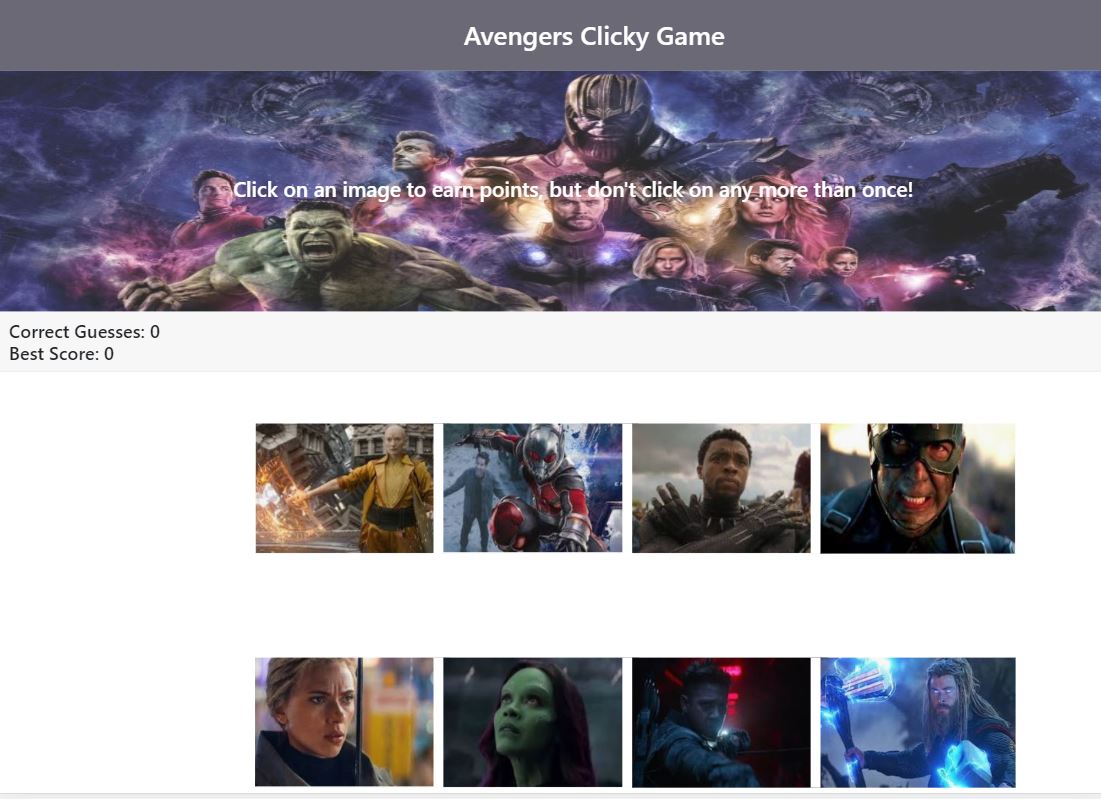 Avengers Clicky Game
Click on an image to earn points, but don't click on any more than once!
Correct Guesses: 0
Best Score: 0